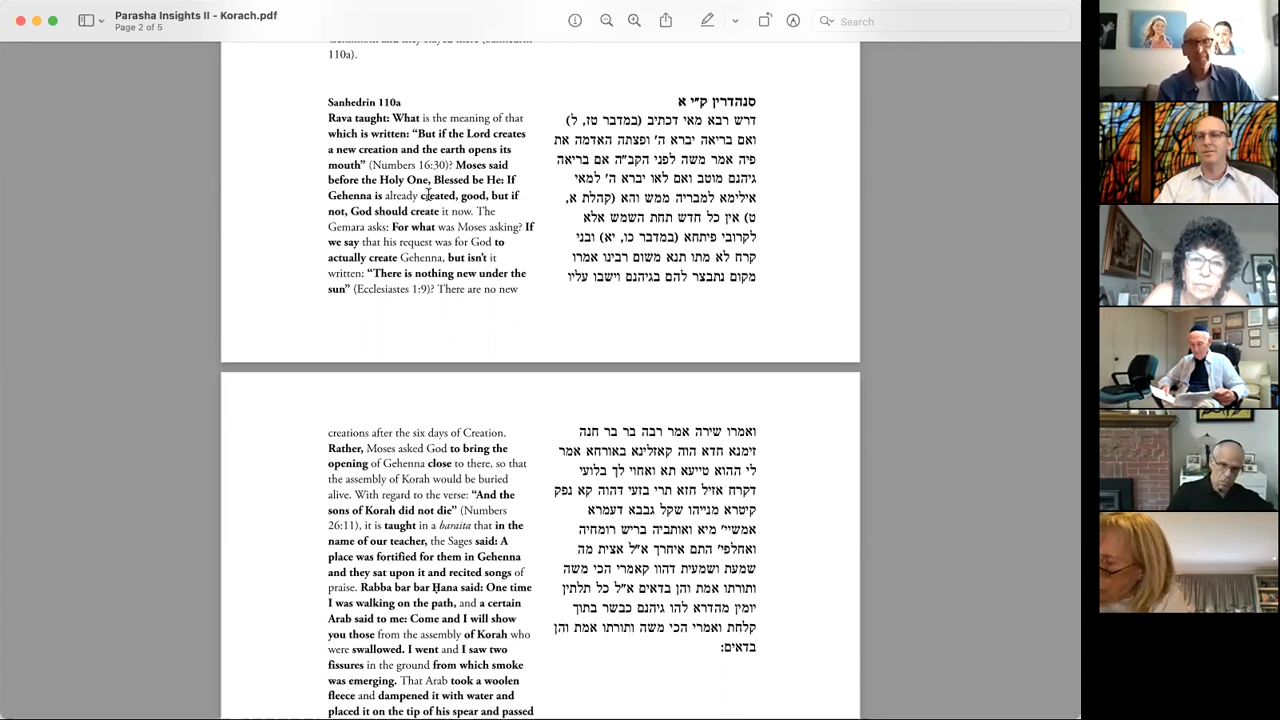 Parasha Insights II - Korach.pdf
Page 2 of 5
Search
110a).
Sanhedrin 110a
Rava taught: What is the meaning of that
which is written: “But if the Lord creates
a new creation and the earth opens its
mouth” (Numbers 16:30)? Moses said
before the Holy One, Blessed be He: If
Gehenna is already created, good, but if
not, God should create it now. The
Gemara asks: For what was Moses asking? If
we say that his request was for God to
actually create Gehenna, but isn’t it
written: “There is nothing new under the
sun” (Ecclesiastes 1:9)? There are no new
סנהדרין ק״י א
דרש רבא מאי דכתיב (במדבר טז, ל)
ואם בריאה יברא ה' ופצתה האדמה את
פיה אמר משה לפני הקב"ה אם בריאה
גיהנם מוטב ואם לאו יברא ה' למאי
אילימא למבריה ממש והא (קהלת א,
ט) אין כל חדש תחת השמש אלא
לקרובי פיתחא (במדבר כו, יא) ובני
קרח לא מתו תנא משום רבינו אמרו
מקום נתבצר להם בגיהנם וישבו עליו
creations after the six days of Creation.
Rather, Moses asked God to bring the
opening of Gehenna close to there, so that
the assembly of Korah would be buried
alive. With regard to the verse: “And the
sons of Korah did not die” (Numbers
26:11), it is taught in a baraita that in the
name of our teacher, the Sages said: A
place was fortified for them in Gehenna
and they sat upon it and recited songs of
praise. Rabba bar bar Ḥana said: One time
I was walking on the path, and a certain
Arab said to me: Come and I will show
you those from the assembly of Korah who
were swallowed. I went and I saw two
fissures in the ground from which smoke
was emerging. That Arab took a woolen
fleece and dampened it with water and
placed it on the tip of his spear and passed
ואמרו שירה אמר רבה בר בר חנה
זימנא חדא הוה קאזלינא באורחא אמר
לי ההוא טייעא תא ואחוי לך בלועי
דקרח אזיל חזא תרי בזעי דהוה קא נפק
קיטרא מנייהו שקל גבבא דעמרא
אמשיי' מיא ואותביה בריש רומחיה
ואחלפי' התם איחרך א"ל אצית מה
שמעת ושמעית דהוו קאמרי הכי משה
ותורתו אמת והן בדאים א"ל כל תלתין
יומין מהדרא להו גיהנם כבשר בתוך
קלחת ואמרי הכי משה ותורתו אמת והן
בדאים: